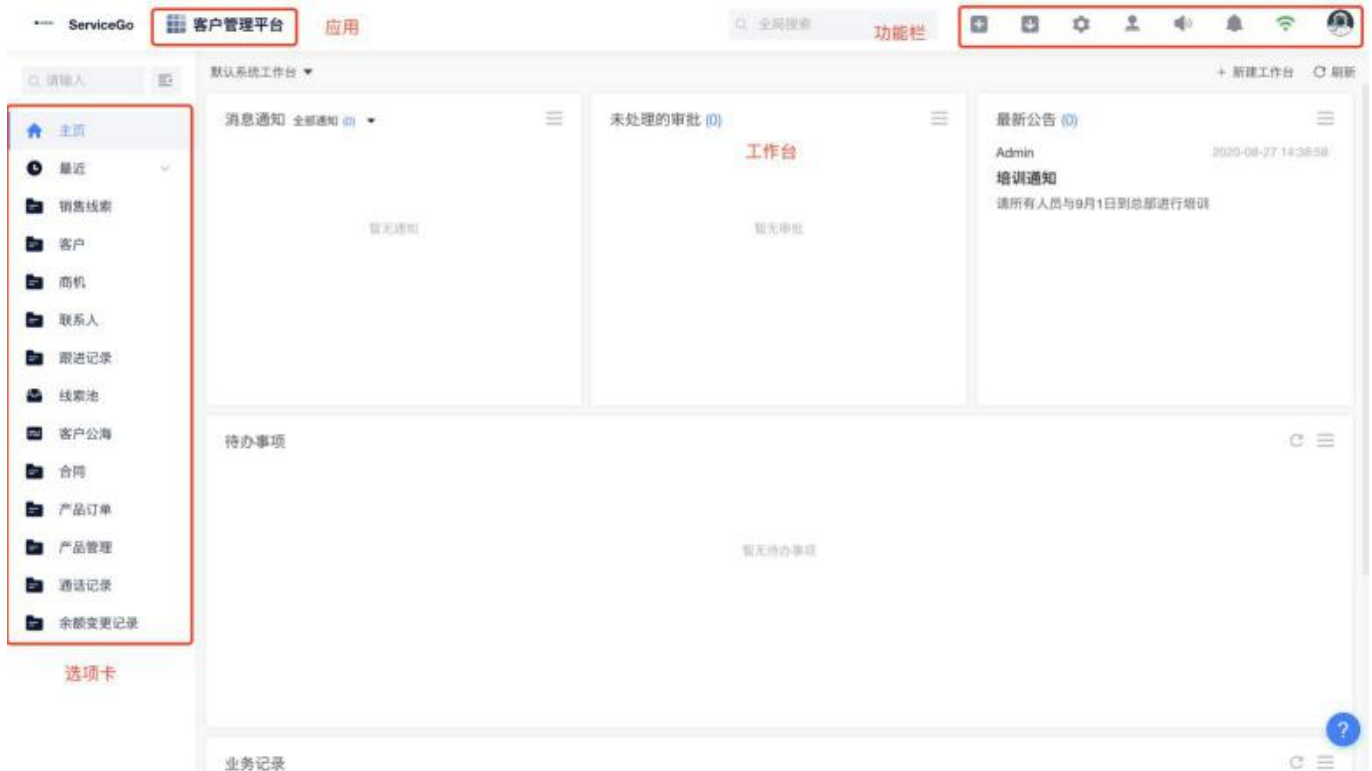 ServiceGo
客户管理平台
应用
全局搜索
功能栏
请输入
默认系统工作台
+ 新建工作台
刷新
主页
最近
销售线索
客户
商机
联系人
跟进记录
线索池
客户公海
合同
产品订单
产品管理
通话记录
余额变更记录
选项卡
消息通知 全部通知 (0)
暂无通知
未处理的审批 (0)
工作台
暂无审批
最新公告 (0)
Admin
2020-08-27 14:38:58
培训通知
请所有人员与9月1日到总部进行培训
待办事项
暂无待办事项
业务记录
?